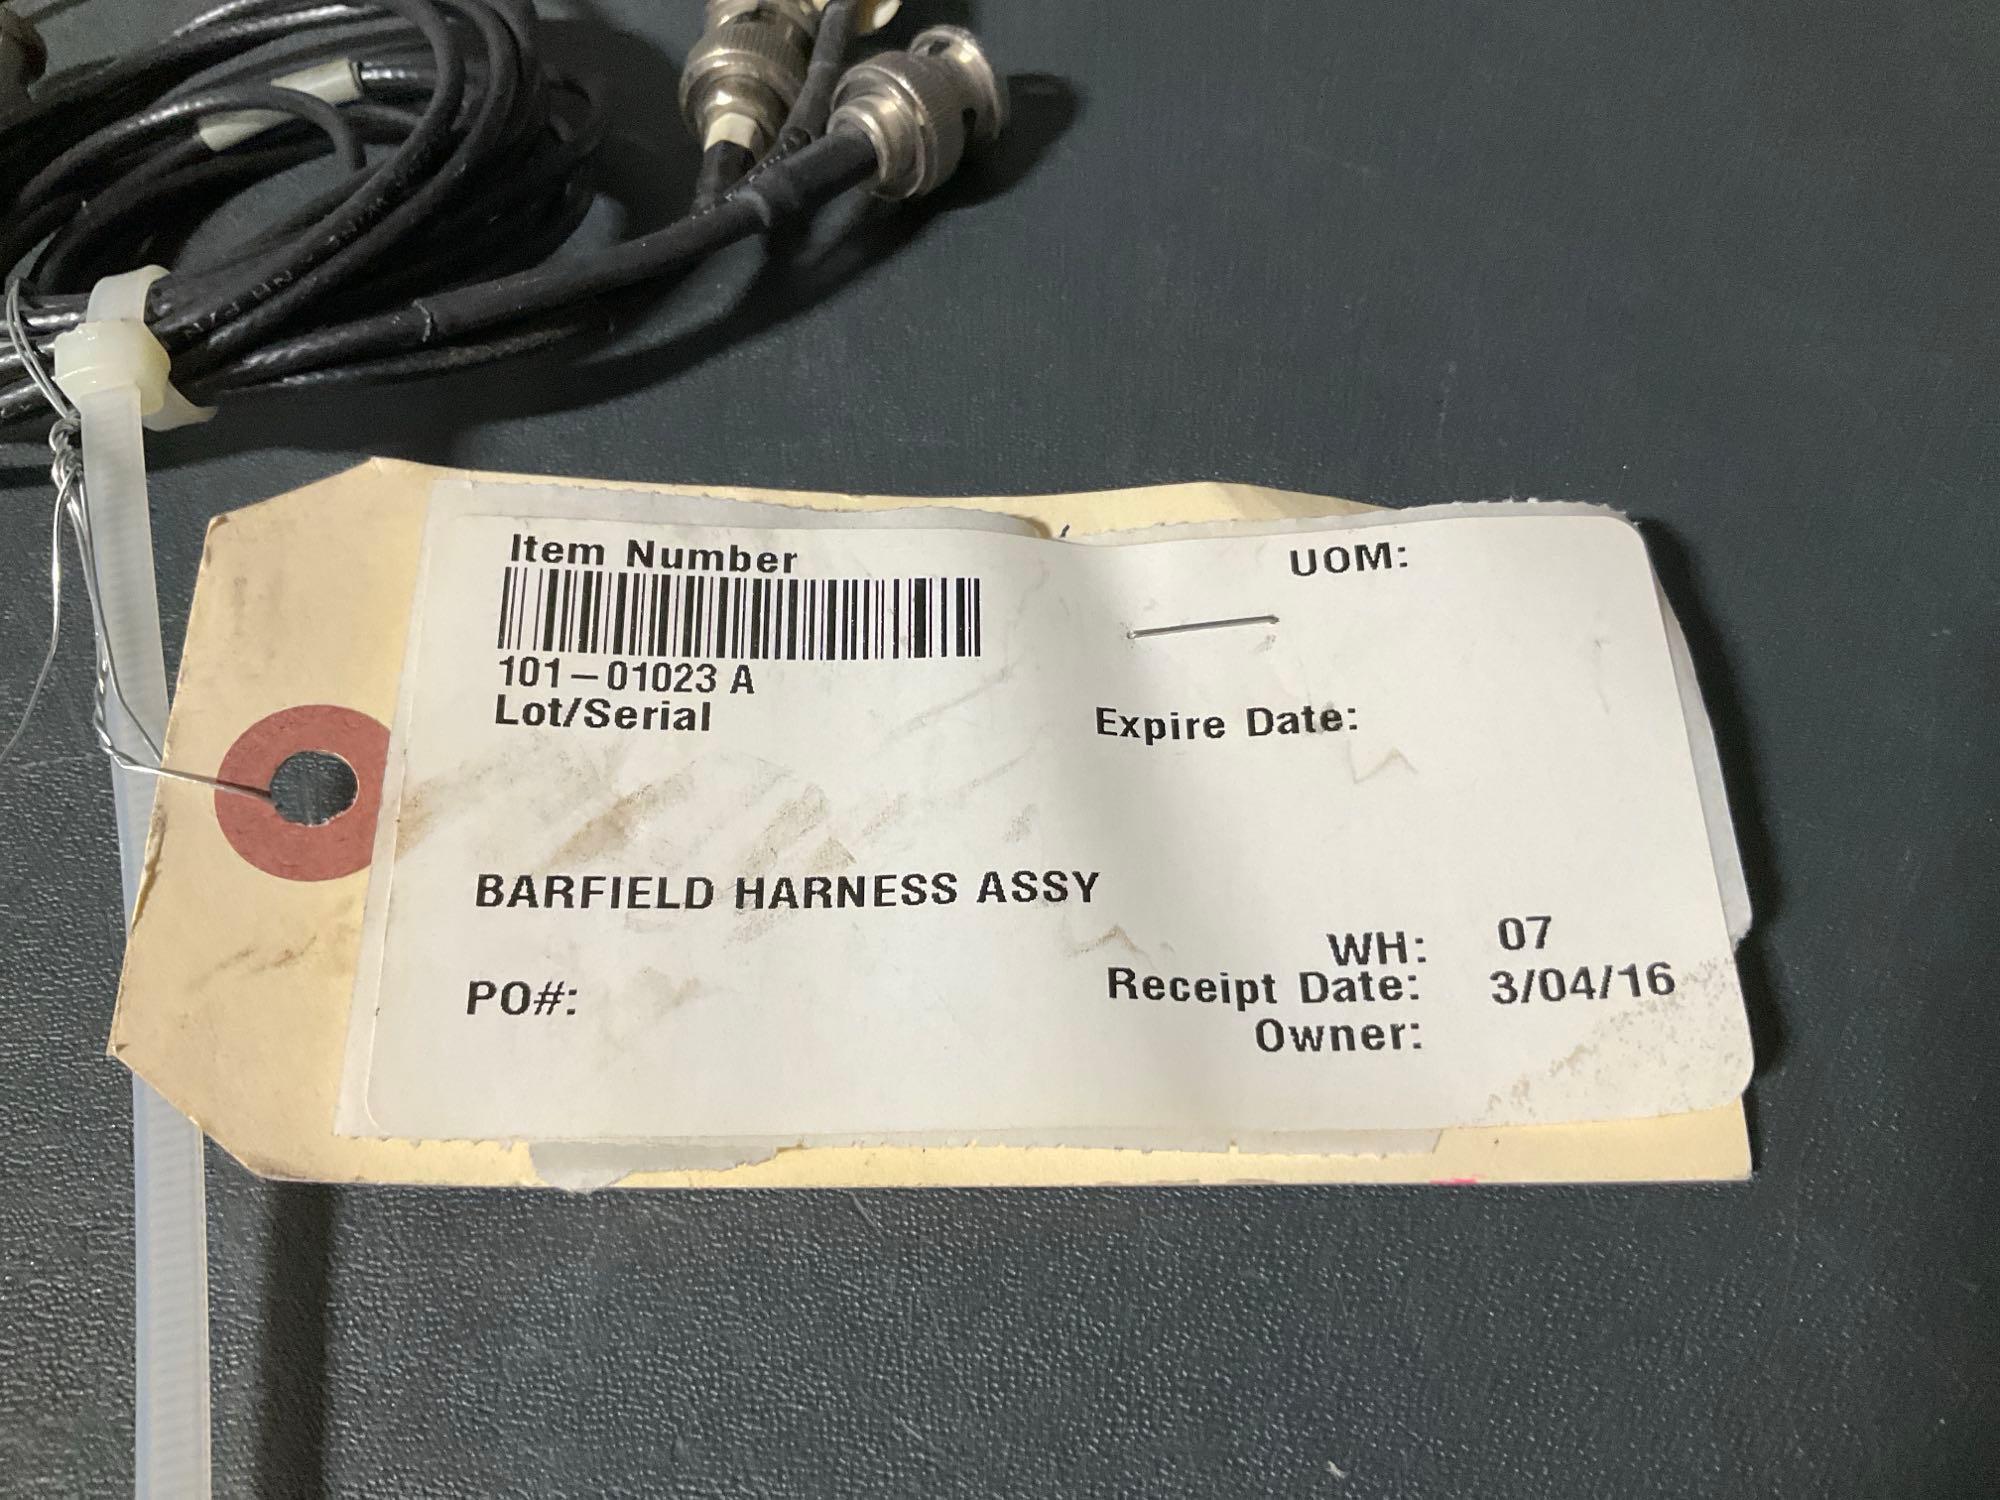 Item Number
UOM:
101-01023 A
Lot/Serial
Expire Date:
BARFIELD HARNESS ASSY
WH: 07
PO#:
Receipt Date: 3/04/16
Owner: